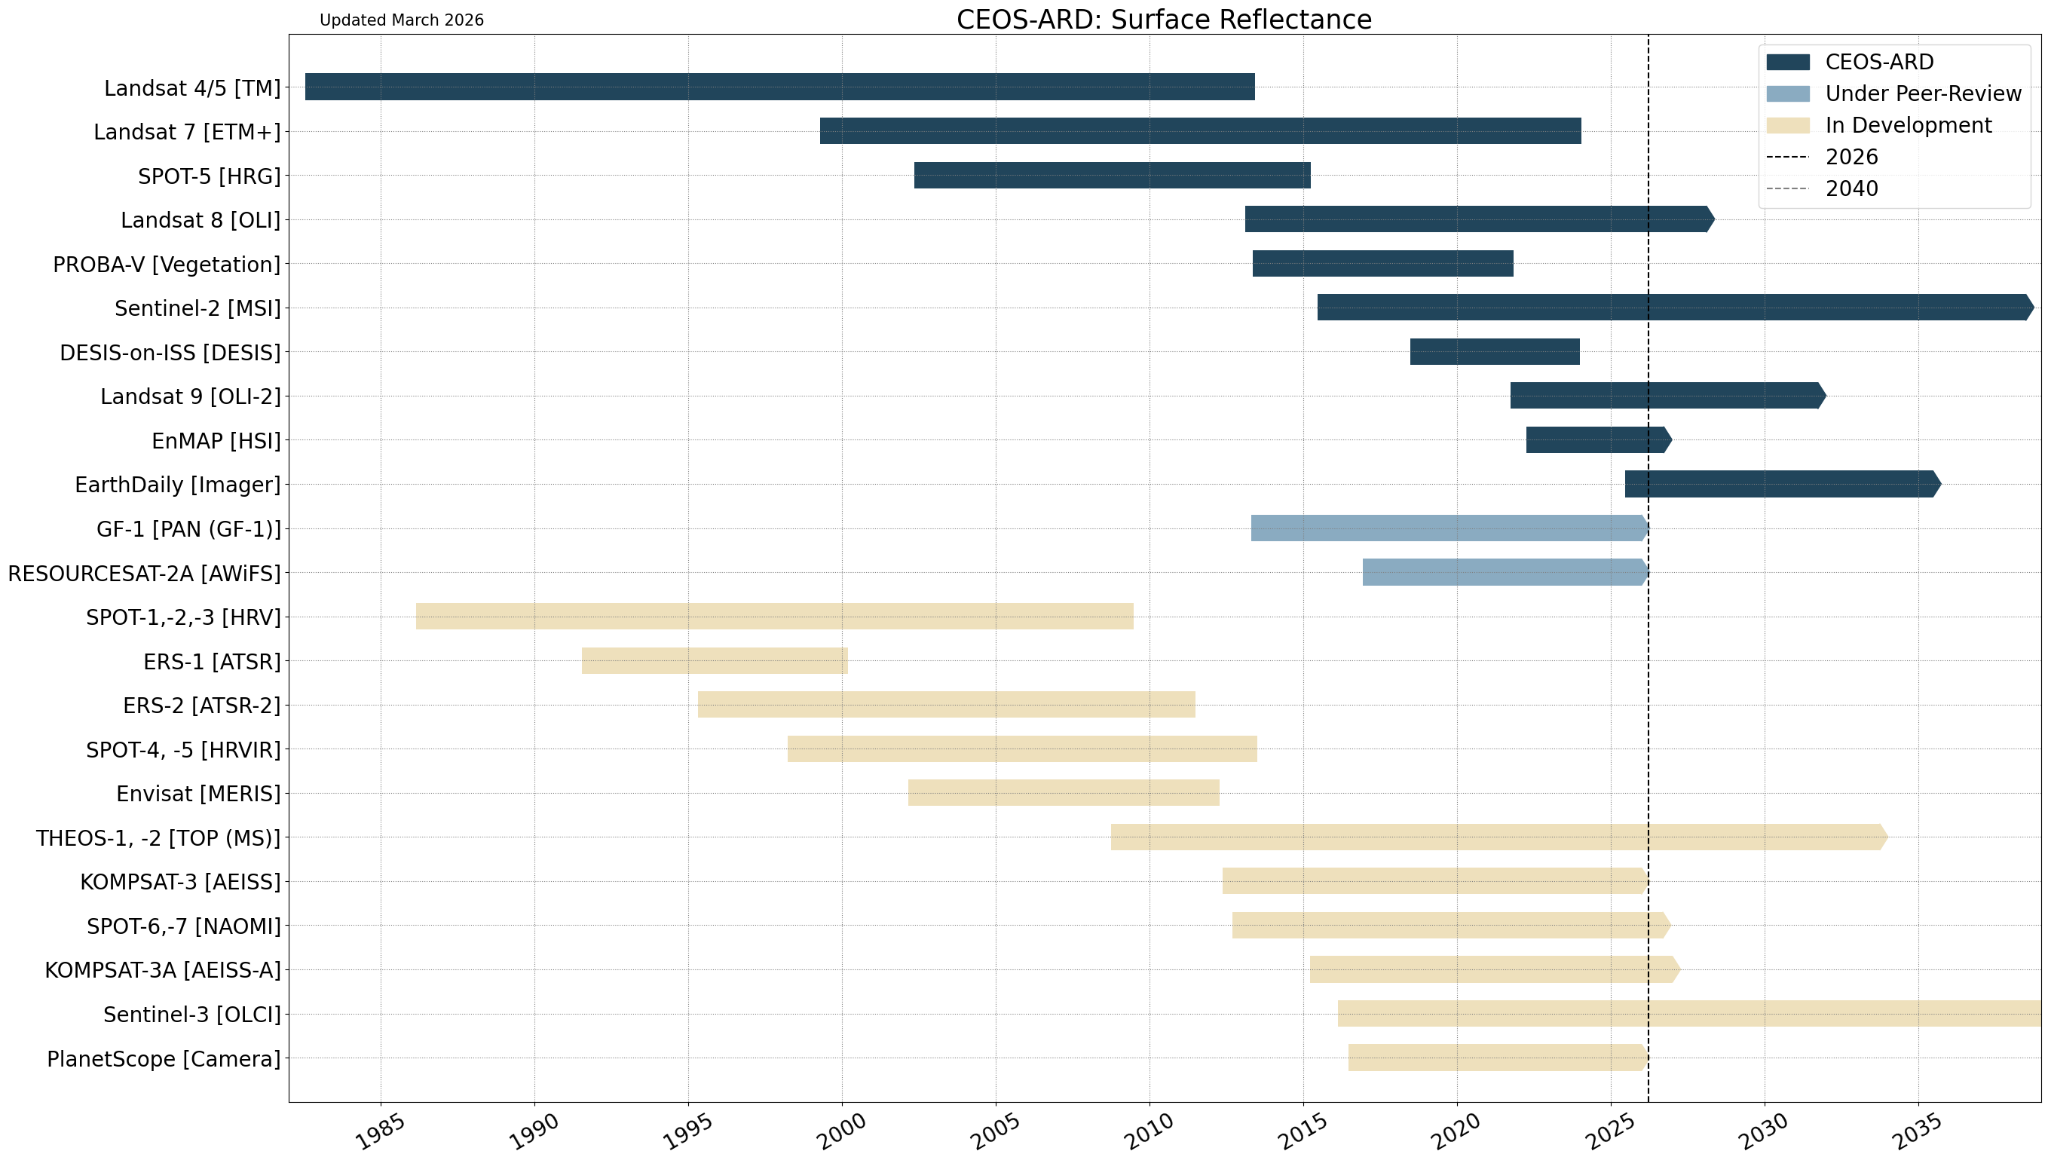 Updated March 2026
CEOS-ARD: Surface Reflectance
CEOS-ARD
Under Peer-Review
In Development
2026
2040
Landsat 4/5 [TM]
Landsat 7 [ETM+]
SPOT-5 [HRG]
Landsat 8 [OLI]
PROBA-V [Vegetation]
Sentinel-2 [MSI]
DESIS-on-ISS [DESIS]
Landsat 9 [OLI-2]
EnMAP [HSI]
EarthDaily [Imager]
GF-1 [PAN (GF-1)]
RESOURCESAT-2A [AWiFS]
SPOT-1,-2,-3 [HRV]
ERS-1 [ATSR]
ERS-2 [ATSR-2]
SPOT-4, -5 [HRVIR]
Envisat [MERIS]
THEOS-1, -2 [TOP (MS)]
KOMPSAT-3 [AEISS]
SPOT-6,-7 [NAOMI]
KOMPSAT-3A [AEISS-A]
Sentinel-3 [OLCI]
PlanetScope [Camera]
1985
1990
1995
2000
2005
2010
2015
2020
2025
2030
2035